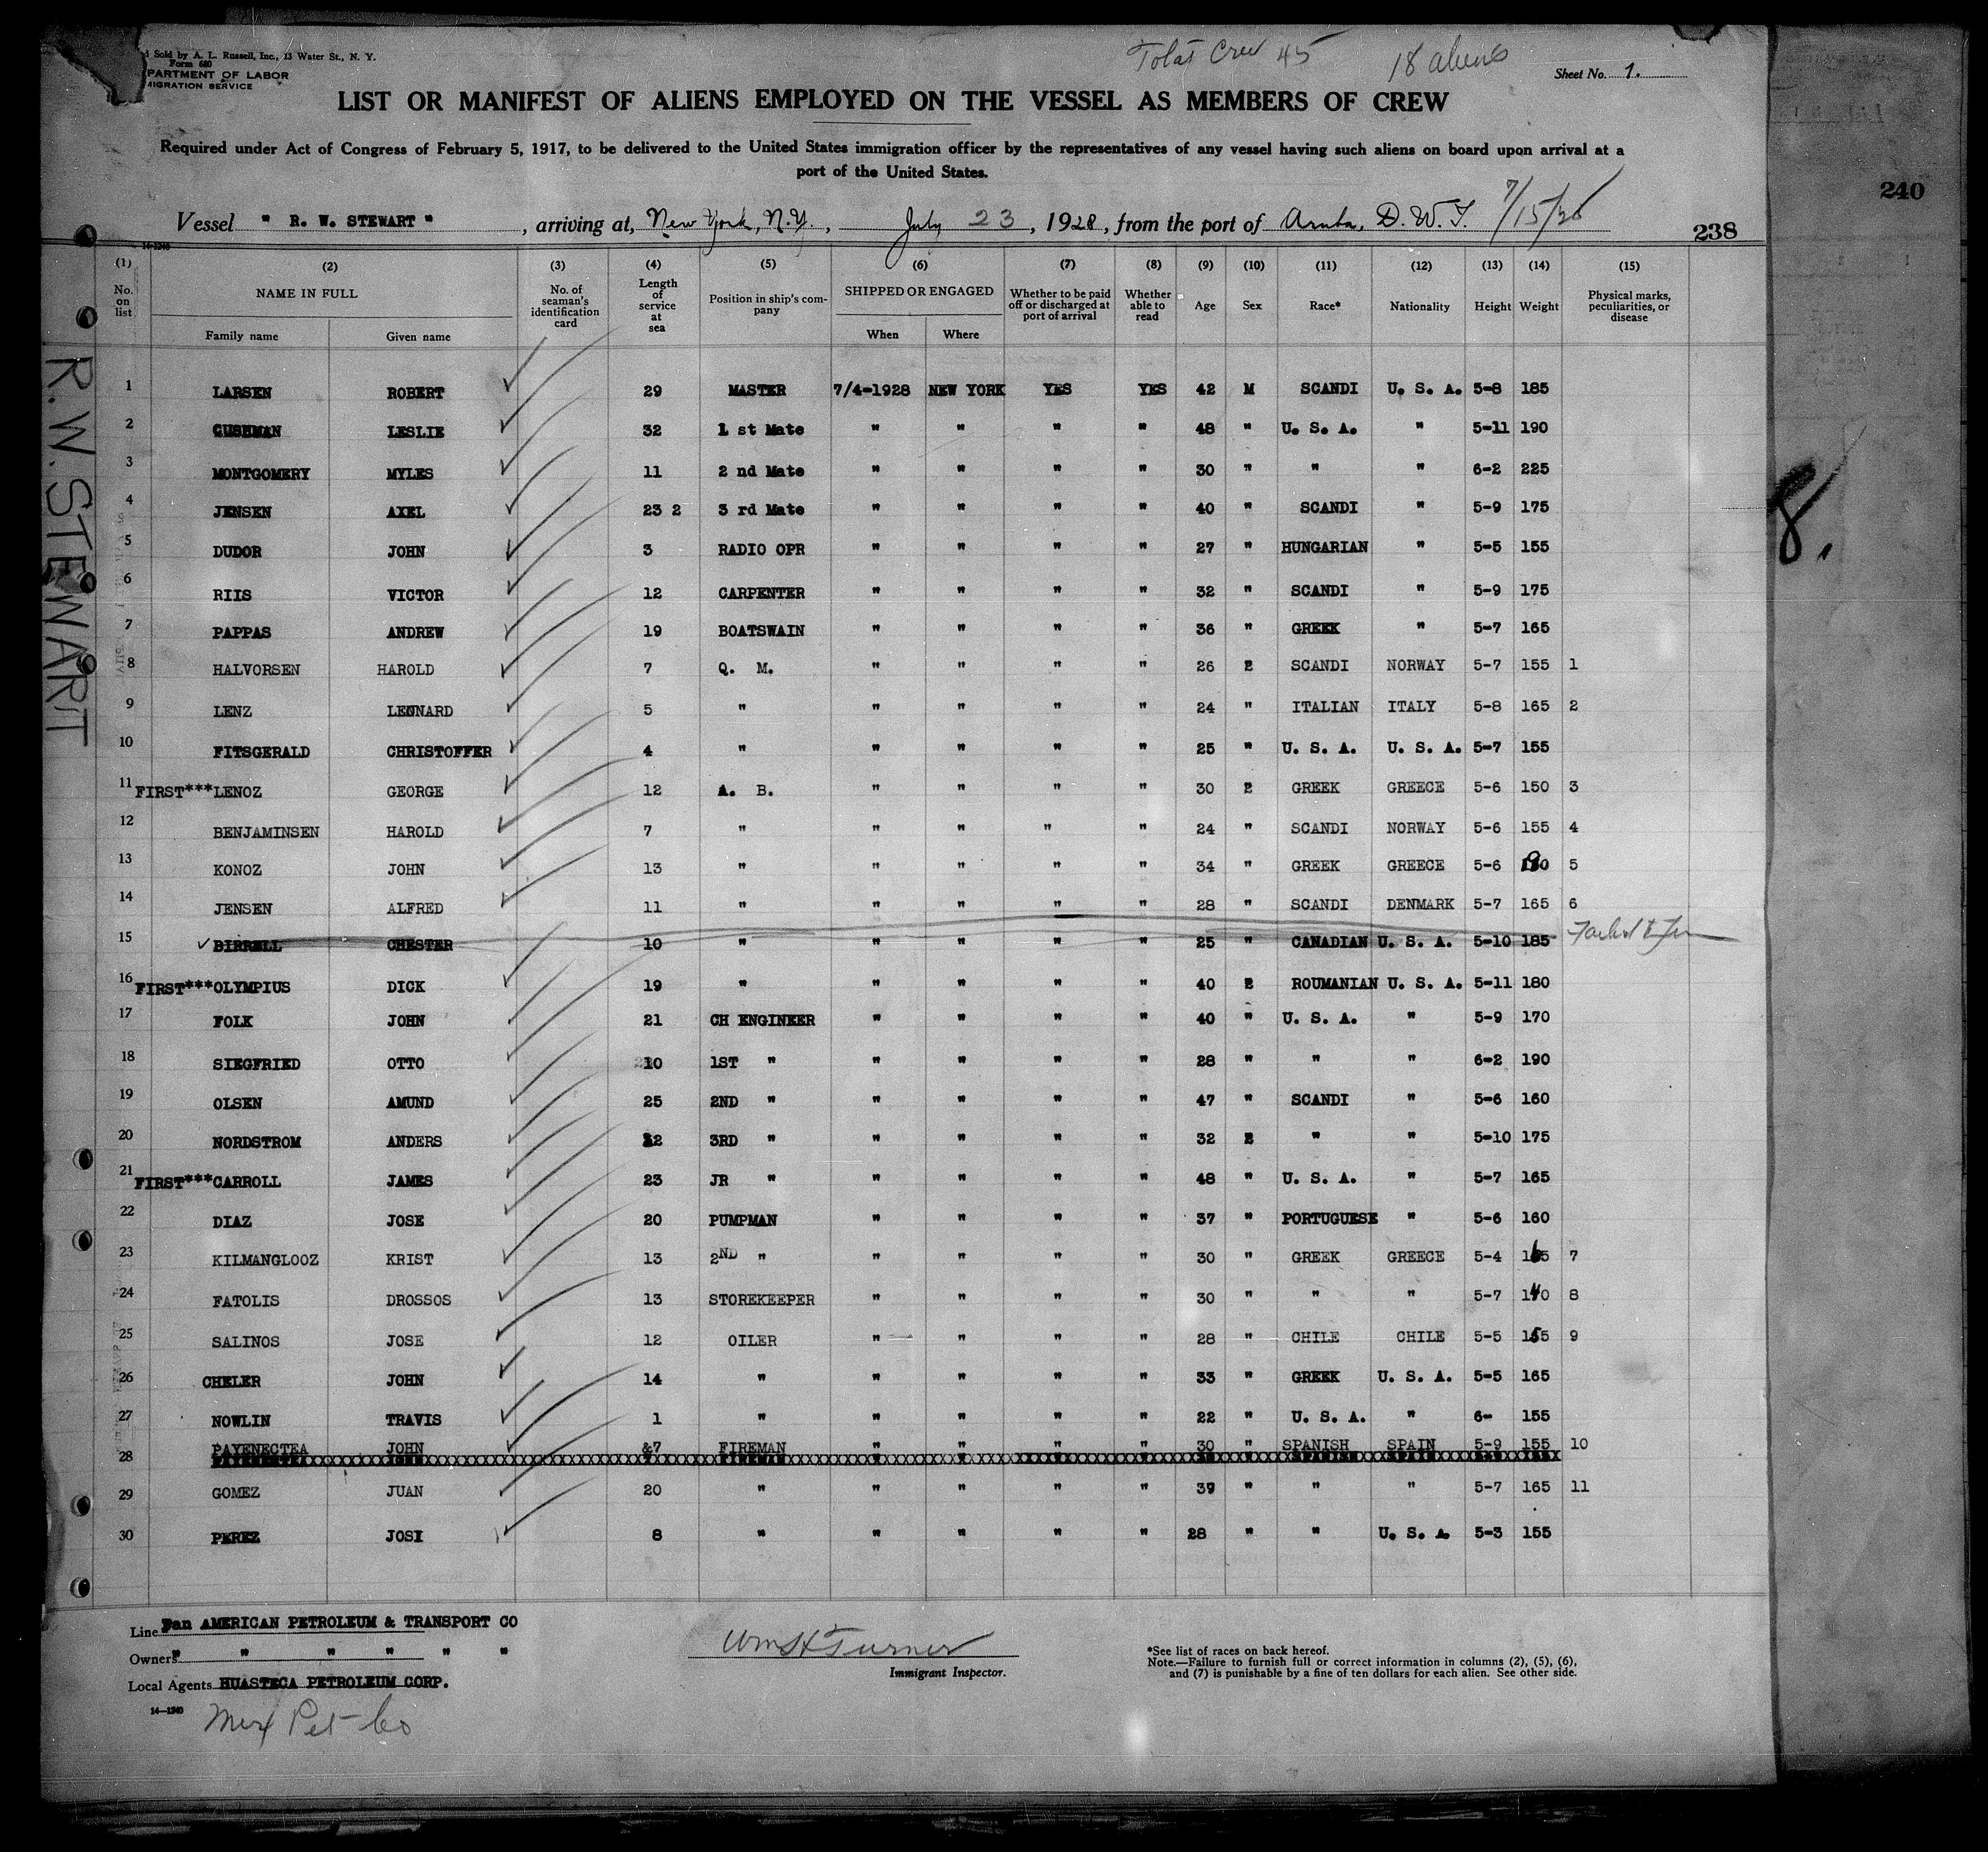 d Sold by A. L. Russell, Inc., 13 Water St., N. Y.
Form 680
PARTMENT OF LABOR
MIGRATION SERVICE
Total Crew 45 18 aliens
Sheet No. 1.
LIST OR MANIFEST OF ALIENS EMPLOYED ON THE VESSEL AS MEMBERS OF CREW
Required under Act of Congress of February 5, 1917, to be delivered to the United States immigration officer by the representatives of any vessel having such aliens on board upon arrival at a
port of the United States.
240
Vessel " R. W. STEWART " , arriving at, New York, N.Y. , July 23 , 1928, from the port of Aruba, D. W. I. 7/15/28
14-1240
238
R.W. STEWART
8.
(1) (2) (3) (4) (5) (6) (7) (8) (9) (10) (11) (12) (13) (14) (15)
No. on list NAME IN FULL Family name Given name No. of seaman's identification card Length of service at sea Position in ship's company SHIPPED OR ENGAGED When Where Whether to be paid off or discharged at port of arrival Whether able to read Age Sex Race* Nationality Height Weight Physical marks, peculiarities, or disease
1 LARSEN ROBERT 29 MASTER 7/4-1928 NEW YORK YES YES 42 M SCANDI U. S. A. 5-8 185
2 CUSHMAN LESLIE 32 1 st Mate " " " " 48 " U. S. A. " 5-11 190
3 MONTGOMERY MYLES 11 2 nd Mate " " " " 30 " " " 6-2 225
4 JENSEN AXEL 23 2 3 rd Mate " " " " 40 " SCANDI " 5-9 175
5 DUDOR JOHN 3 RADIO OPR " " " " 27 " HUNGARIAN " 5-5 155
6 RIIS VICTOR 12 CARPENTER " " " " 32 " SCANDI " 5-9 175
7 PAPPAS ANDREW 19 BOATSWAIN " " " " 36 " GREEK " 5-7 165
8 HALVORSEN HAROLD 7 Q. M. " " " " 26 SCANDI NORWAY 5-7 155 1
9 LENZ LENNARD 5 " " " " " 24 " ITALIAN ITALY 5-8 165 2
10 FITSGERALD CHRISTOFFER 4 " " " " " 25 " U. S. A. U. S. A. 5-7 155
11 FIRST***LENOZ GEORGE 12 A. B. " " " " 30 GREEK GREECE 5-6 150 3
12 BENJAMINSEN HAROLD 7 " " " " " 24 " SCANDI NORWAY 5-6 155 4
13 KONOZ JOHN 13 " " " " " 34 " GREEK GREECE 5-6 5
14 JENSEN ALFRED 11 " " " " " 28 " SCANDI DENMARK 5-7 165 6
15 BIRRELL CHESTER 10 " " " " " 25 " CANADIAN U. S. A. 5-10 185 Failed to Join
16 FIRST***OLYMPIUS DICK 19 " " " " " 40 ROUMANIAN U. S. A. 5-11 180
17 FOLK JOHN 21 CH ENGINEER " " " " 40 " U. S. A. " 5-9 170
18 SIEGFRIED OTTO 10 1ST " " " " " 28 " " " 6-2 190
19 OLSEN AMUND 25 2ND " " " " " 47 " SCANDI " 5-6 160
20 NORDSTROM ANDERS 3RD " " " " " 32 " " 5-10 175
21 FIRST***CARROLL JAMES 23 JR " " " " " 48 " U. S. A. " 5-7 165
22 DIAZ JOSE 20 PUMPMAN " " " " 37 " PORTUGUESE " 5-6 160
23 KILMANGLOOZ KRIST 13 2ND " " " " " 30 " GREEK GREECE 5-4 165 7
24 FATOLIS DROSSOS 13 STOREKEEPER " " " " 30 " " " 5-7 140 8
25 SALINOS JOSE 12 OILER " " " " 28 " CHILE CHILE 5-5 155 9
26 CHELER JOHN 14 " " " " " 33 " GREEK U. S. A. 5-5 165
27 NOWLIN TRAVIS 1 " " " " " 22 " U. S. A. " 6- 155
PAYENECTEA JOHN &7 FIREMAN " " " " 30 " SPANISH SPAIN 5-9 155 10
28
29 GOMEZ JUAN 20 " " " " " 39 " " " 5-7 165 11
30 PEREZ JOSI 8 " " " " " 28 " " U. S. A 5-3 155
Line Pan AMERICAN PETROLEUM & TRANSPORT CO
Owners " " " " " "
Local Agents HUASTECA PETROLEUM CORP.
14-1240
Mex Pet Co
Wm H Turner
Immigrant Inspector.
*See list of races on back hereof.
Note.—Failure to furnish full or correct information in columns (2), (5), (6),
and (7) is punishable by a fine of ten dollars for each alien. See other side.